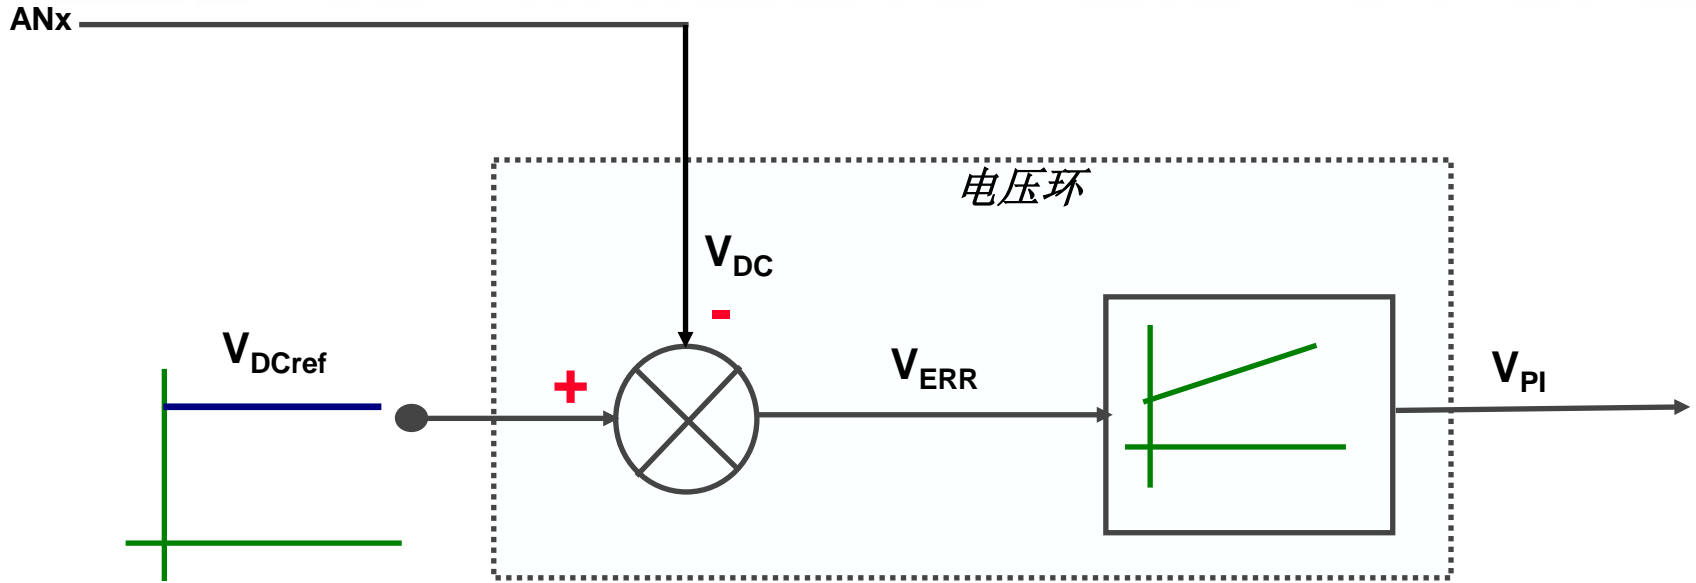 ANx
电压环
VDC
-
VDCref
+
VERR
VPI